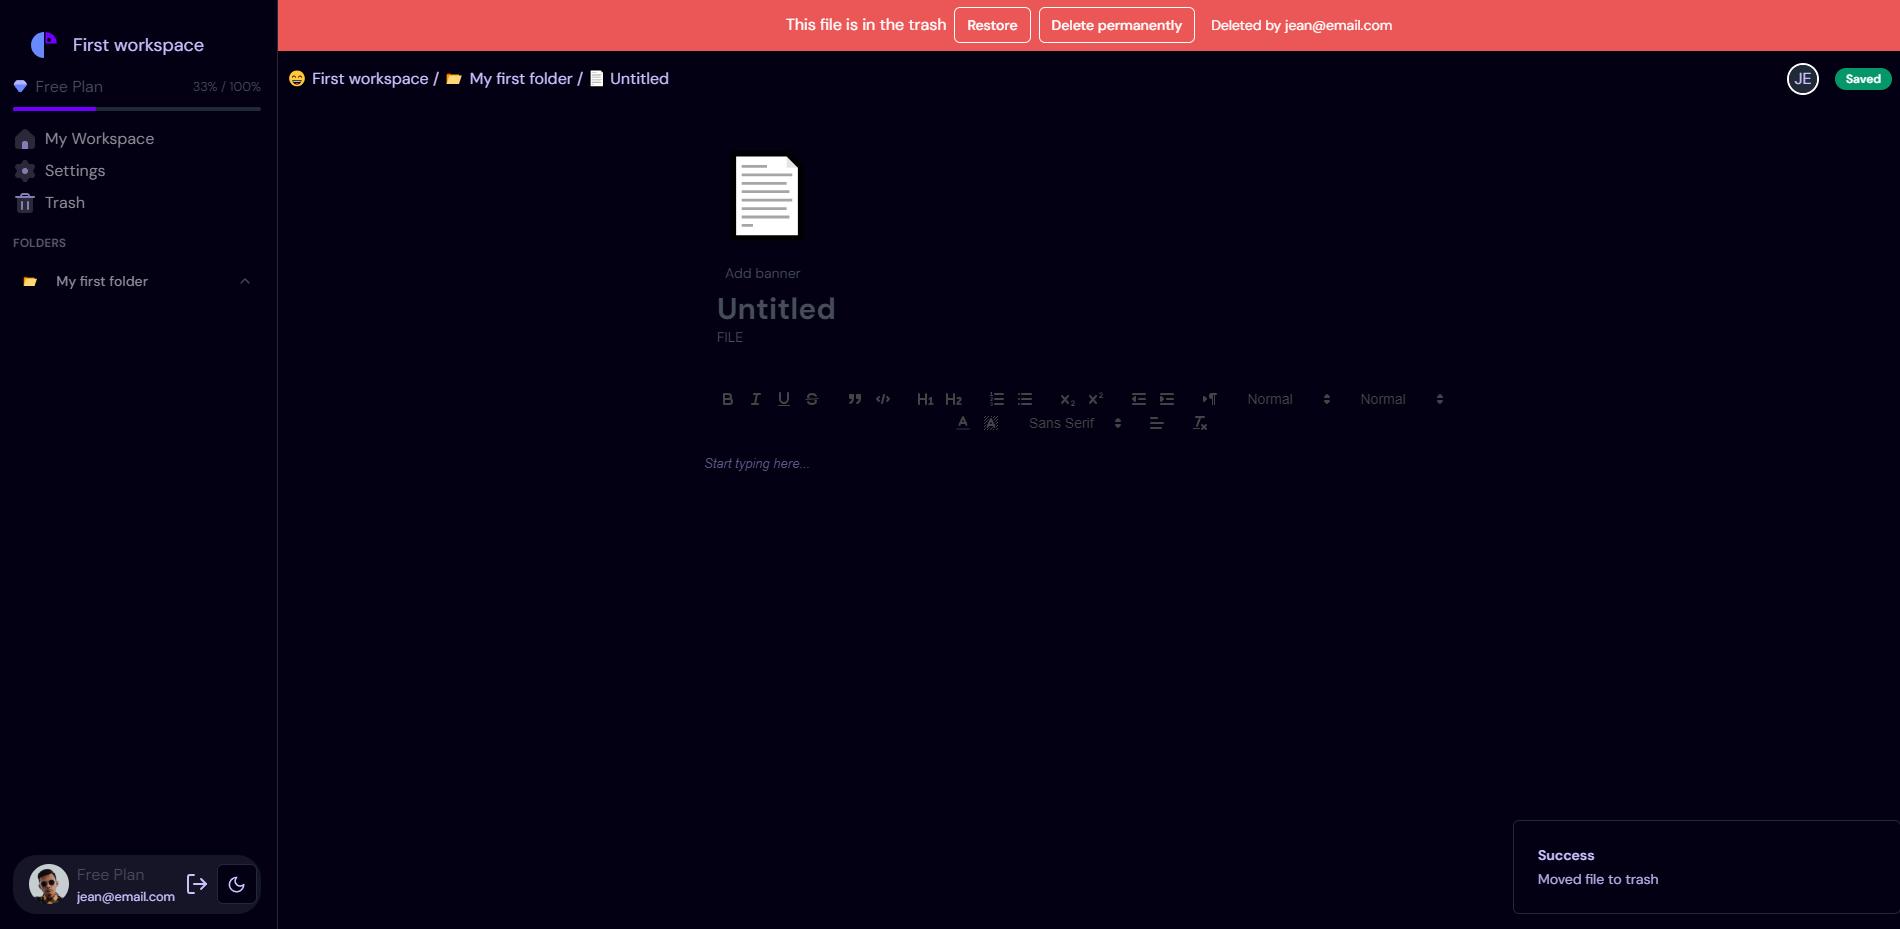 First workspace
Free Plan 33% / 100%
My Workspace
Settings
Trash
FOLDERS
My first folder
Free Plan
jean@email.com
This file is in the trash Restore Delete permanently Deleted by jean@email.com
First workspace / My first folder / Untitled
JE Saved
Add banner
Untitled
FILE
B I U S H1 H2 x₂ x² Normal Normal
A A Sans Serif Tx
Start typing here...
Success
Moved file to trash